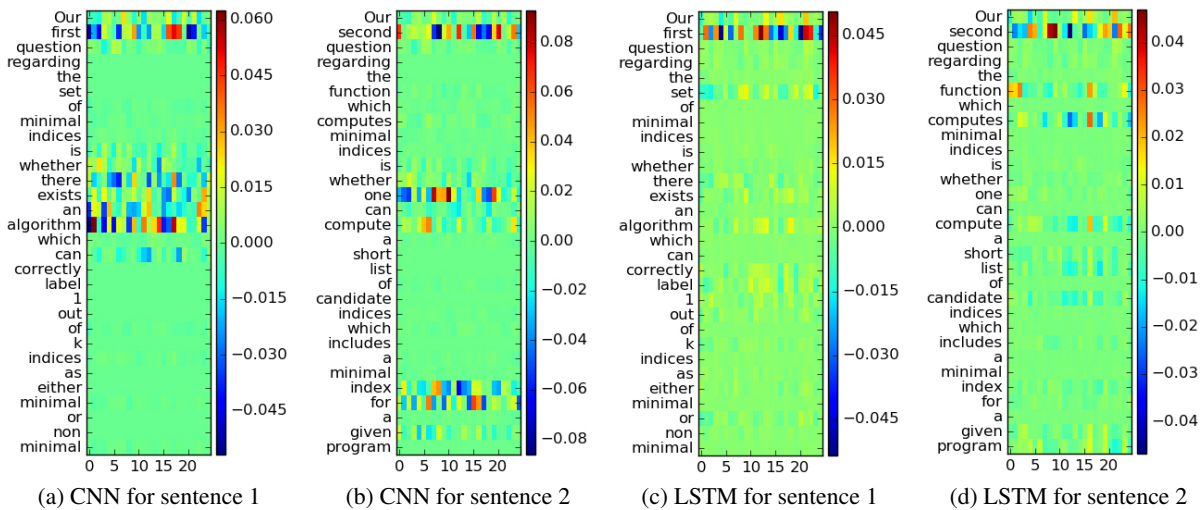 Our
first
question
regarding
the
set
of
minimal
indices
is
whether
there
exists
an
algorithm
which
can
correctly
label
1
out
of
k
indices
as
either
minimal
or
non
minimal
0 5 10 15 20
0.060
0.045
0.030
0.015
0.000
−0.015
−0.030
−0.045
(a) CNN for sentence 1
Our
second
question
regarding
the
function
which
computes
minimal
indices
is
whether
one
can
compute
a
short
list
of
candidate
indices
which
includes
a
minimal
index
for
a
given
program
0 5 10 15 20
0.08
0.06
0.04
0.02
0.00
−0.02
−0.04
−0.06
−0.08
(b) CNN for sentence 2
Our
first
question
regarding
the
set
of
minimal
indices
is
whether
there
exists
an
algorithm
which
can
correctly
label
1
out
of
k
indices
as
either
minimal
or
non
minimal
0 5 10 15 20
0.045
0.030
0.015
0.000
−0.015
−0.030
−0.045
(c) LSTM for sentence 1
Our
second
question
regarding
the
function
which
computes
minimal
indices
is
whether
one
can
compute
a
short
list
of
candidate
indices
which
includes
a
minimal
index
for
a
given
program
0 5 10 15 20
0.04
0.03
0.02
0.01
0.00
−0.01
−0.02
−0.03
−0.04
(d) LSTM for sentence 2